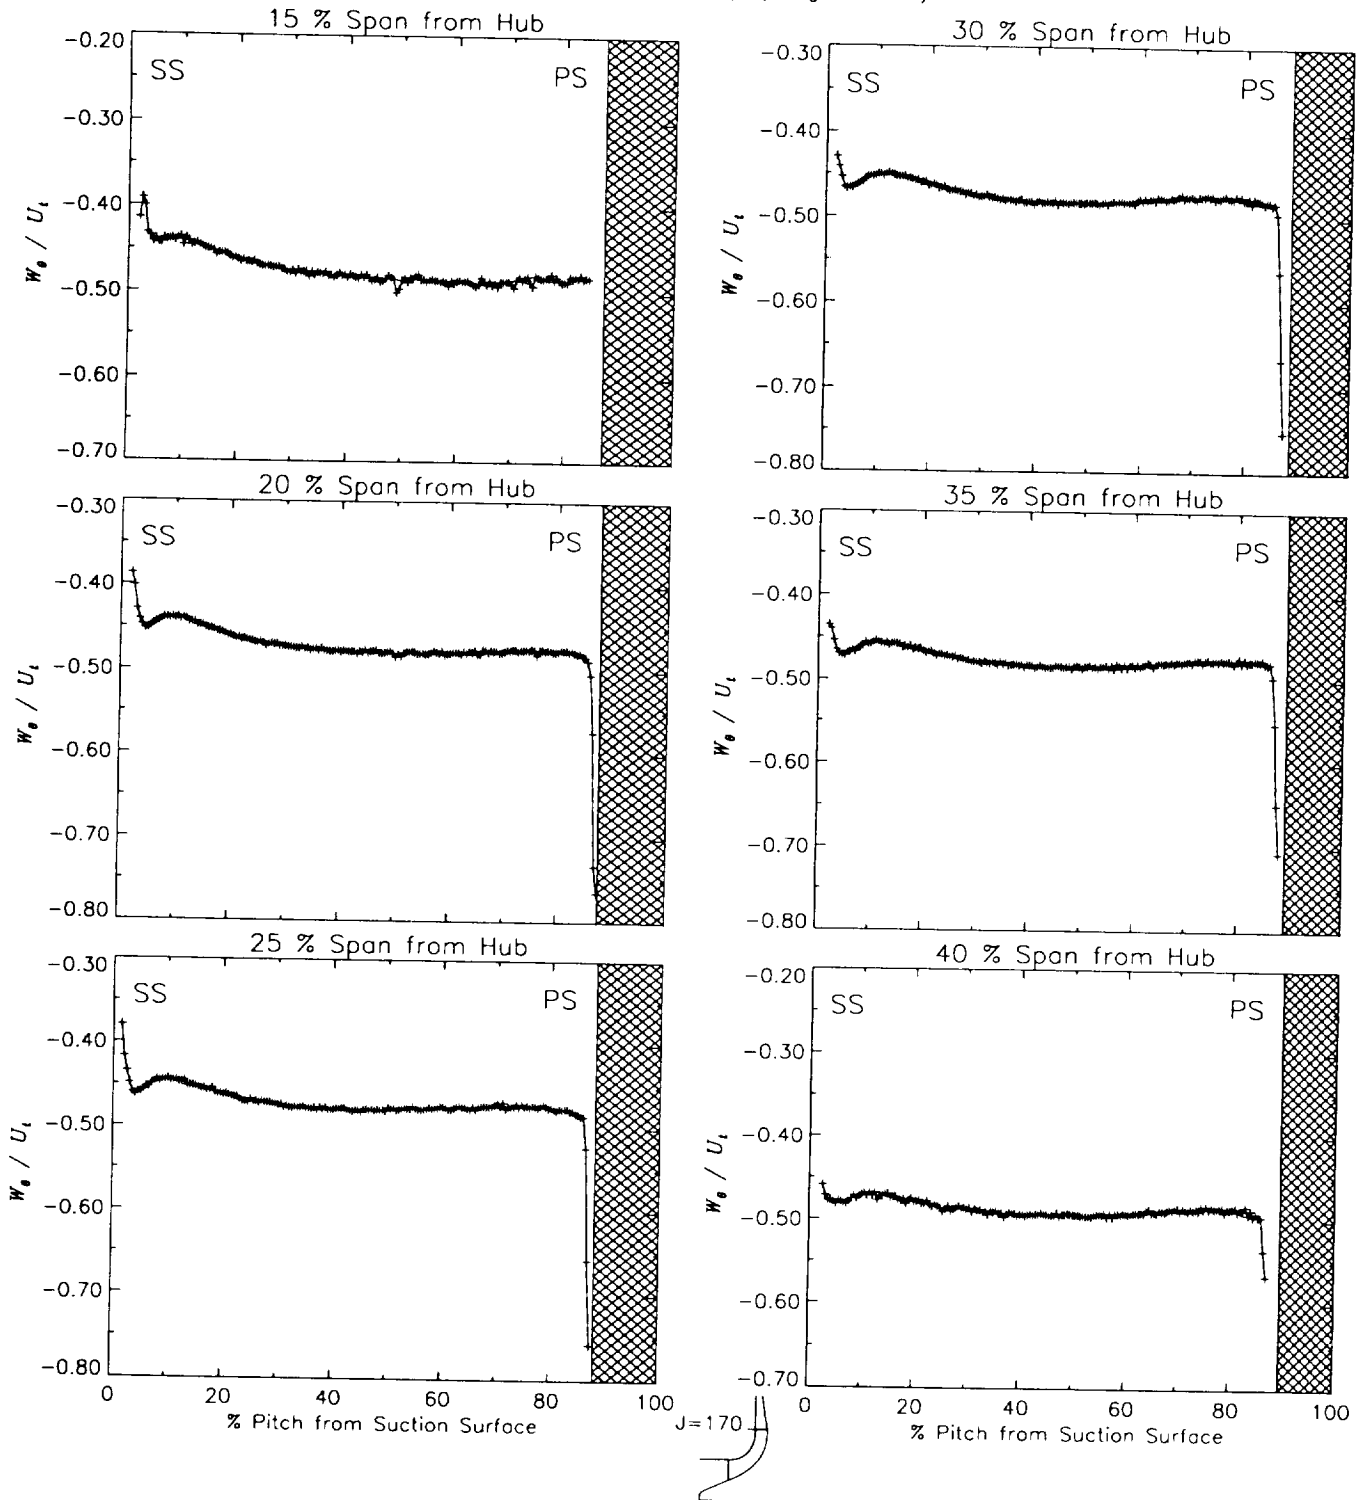 15 % Span from Hub
-0.20
-0.30
-0.40
-0.50
-0.60
-0.70
SS
PS
W_θ / U_t
20 % Span from Hub
-0.30
-0.40
-0.50
-0.60
-0.70
-0.80
SS
PS
W_θ / U_t
25 % Span from Hub
-0.30
-0.40
-0.50
-0.60
-0.70
-0.80
SS
PS
W_θ / U_t
0 20 40 60 80 100
% Pitch from Suction Surface
30 % Span from Hub
-0.30
-0.40
-0.50
-0.60
-0.70
-0.80
SS
PS
W_θ / U_t
35 % Span from Hub
-0.30
-0.40
-0.50
-0.60
-0.70
-0.80
SS
PS
W_θ / U_t
40 % Span from Hub
-0.20
-0.30
-0.40
-0.50
-0.60
-0.70
SS
PS
W_θ / U_t
0 20 40 60 80 100
% Pitch from Suction Surface
J=170